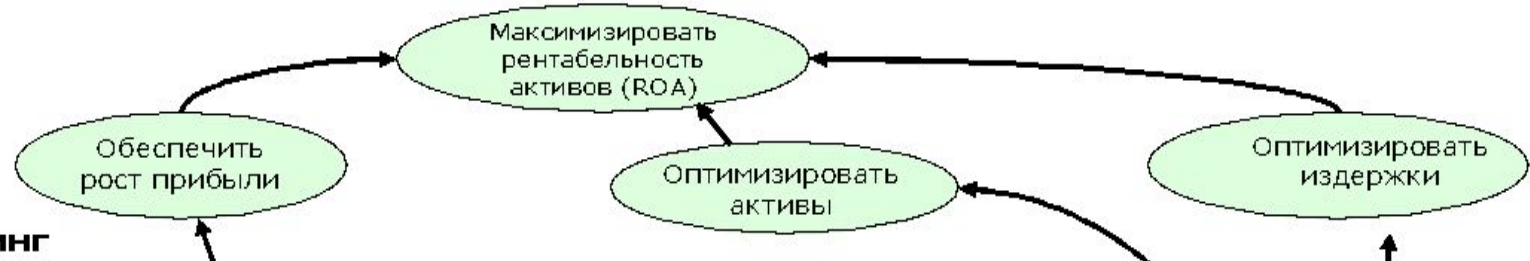 Максимизировать
рентабельность
активов (ROA)
Обеспечить
рост прибыли
Оптимизировать
активы
Оптимизировать
издержки